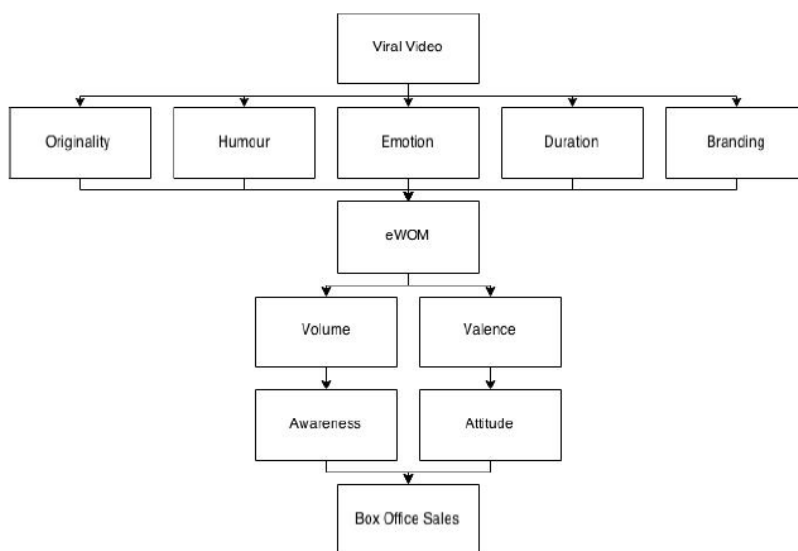 Viral Video
Originality
Humour
Emotion
Duration
Branding
eWOM
Volume
Valence
Awareness
Attitude
Box Office Sales